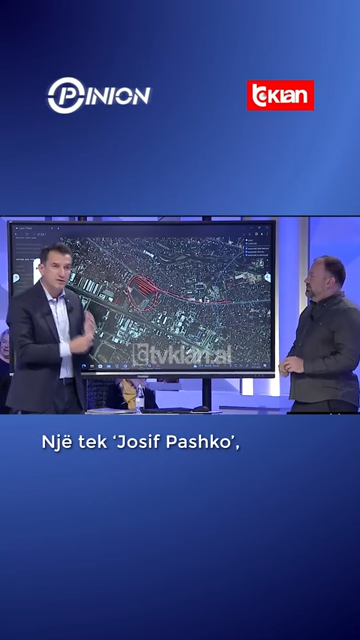 OPINION
tvklan
tvklan.al
Një tek ‘Josif Pashko’,